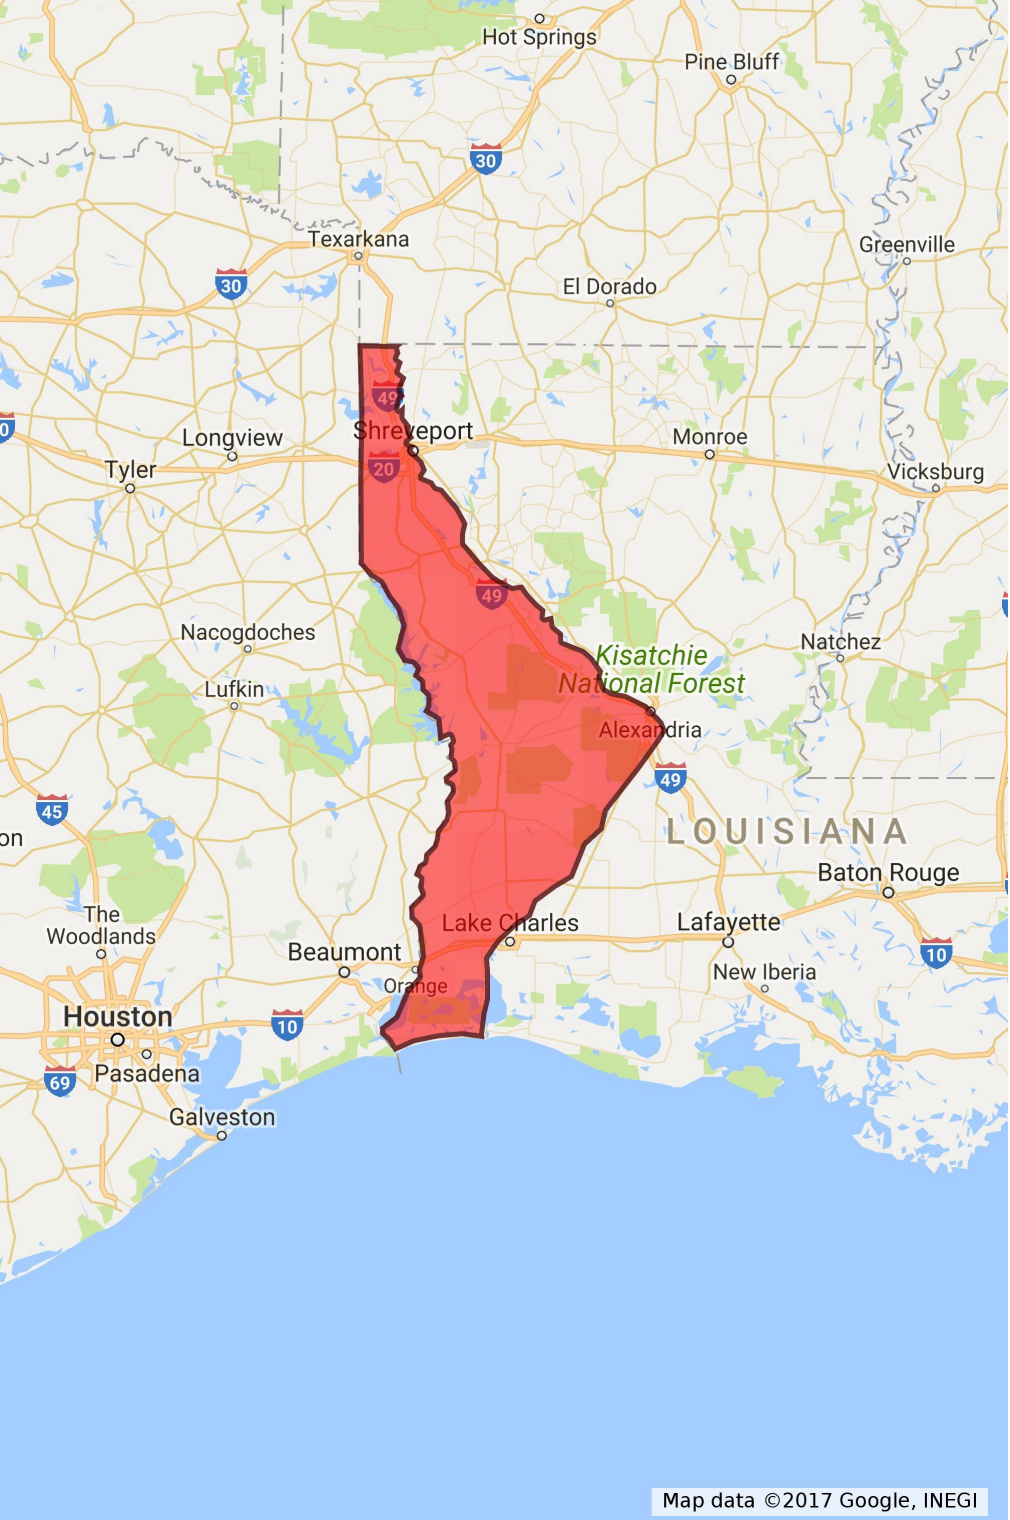 Hot Springs
Pine Bluff
30
Texarkana
Greenville
30
El Dorado
49
0
Shreveport
Longview
Monroe
Tyler
20
Vicksburg
49
Nacogdoches
Natchez
Kisatchie
National Forest
Lufkin
Alexandria
49
45
on
LOUISIANA
Baton Rouge
The
Woodlands
Lake Charles
Lafayette
Beaumont
10
New Iberia
Orange
Houston
10
Pasadena
69
Galveston
Map data ©2017 Google, INEGI